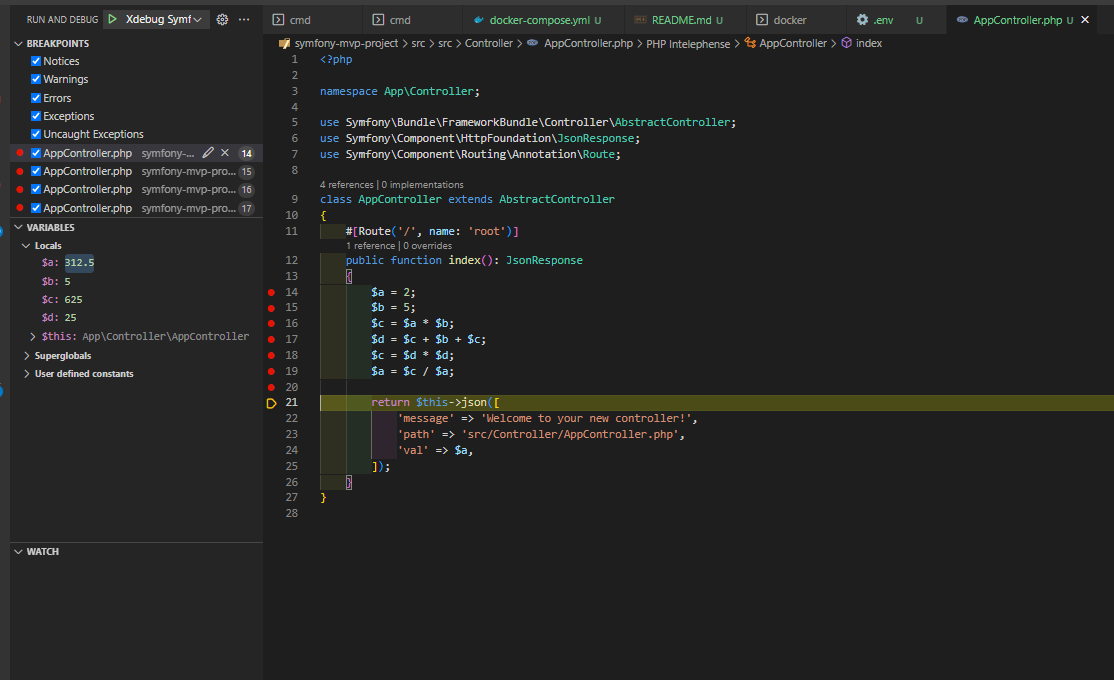 RUN AND DEBUG Xdebug Symf ...
cmd cmd docker-compose.yml U README.md U docker .env U AppController.php U
symfony-mvp-project > src > src > Controller > AppController.php > PHP Intelephense > AppController > index
BREAKPOINTS
Notices
Warnings
Errors
Exceptions
Uncaught Exceptions
AppController.php symfony-... 14
AppController.php symfony-mvp-pro... 15
AppController.php symfony-mvp-pro... 16
AppController.php symfony-mvp-pro... 17
VARIABLES
Locals
$a: 312.5
$b: 5
$c: 625
$d: 25
$this: App\Controller\AppController
Superglobals
User defined constants
WATCH
1 <?php
2
3 namespace App\Controller;
4
5 use Symfony\Bundle\FrameworkBundle\Controller\AbstractController;
6 use Symfony\Component\HttpFoundation\JsonResponse;
7 use Symfony\Component\Routing\Annotation\Route;
8
4 references | 0 implementations
9 class AppController extends AbstractController
10 {
11 #[Route('/', name: 'root')]
1 reference | 0 overrides
12 public function index(): JsonResponse
13 {
14 $a = 2;
15 $b = 5;
16 $c = $a * $b;
17 $d = $c + $b + $c;
18 $c = $d * $d;
19 $a = $c / $a;
20
21 return $this->json([
22 'message' => 'Welcome to your new controller!',
23 'path' => 'src/Controller/AppController.php',
24 'val' => $a,
25 ]);
26 }
27 }
28